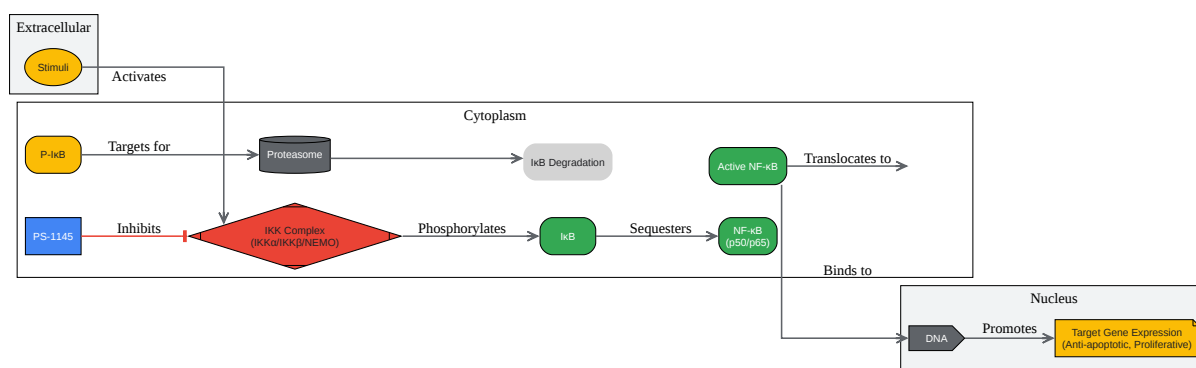 Extracellular
Stimuli
Activates
Cytoplasm
P-IκB
Targets for
Proteasome
IκB Degradation
Active NF-κB
Translocates to
PS-1145
Inhibits
IKK Complex
(IKKα/IKKβ/NEMO)
Phosphorylates
IκB
Sequesters
NF-κB
(p50/p65)
Binds to
Nucleus
DNA
Promotes
Target Gene Expression
(Anti-apoptotic, Proliferative)